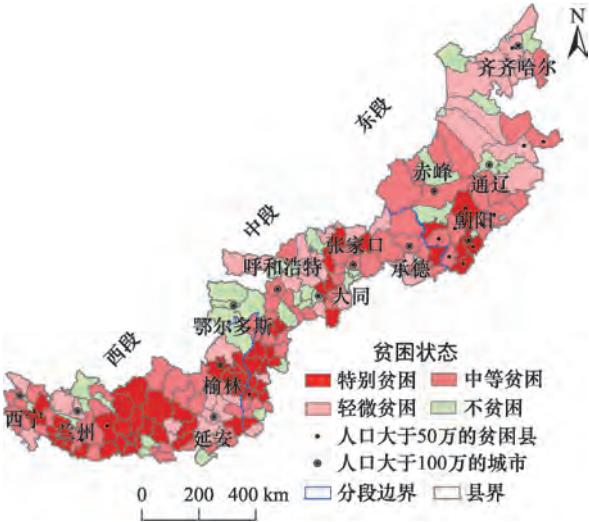 N
齐齐哈尔
东段
赤峰
通辽
朝阳
中段
张家口
呼和浩特
承德
大同
鄂尔多斯
西段
榆林
西宁
兰州
延安
贫困状态
特别贫困 中等贫困
轻微贫困 不贫困
人口大于50万的贫困县
人口大于100万的城市
分段边界 县界
0 200 400 km